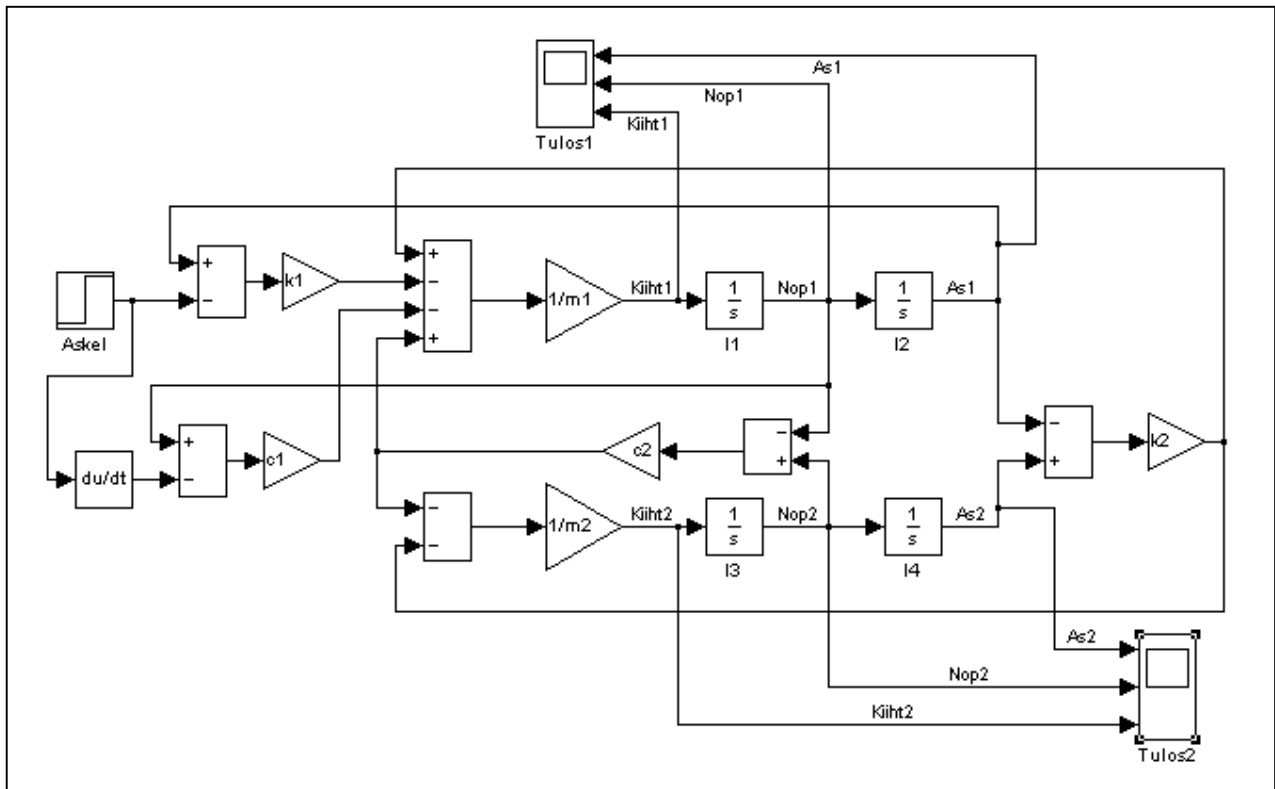 As1
Nop1
Kiiht1
Tulos1
+
−
k1
Askel
+
−
−
+
1/m1
Kiiht1
1
s
I1
Nop1
1
s
I2
As1
du/dt
+
−
c1
c2
−
+
−
+
k2
−
−
1/m2
Kiiht2
1
s
I3
Nop2
1
s
I4
As2
As2
Nop2
Kiiht2
Tulos2